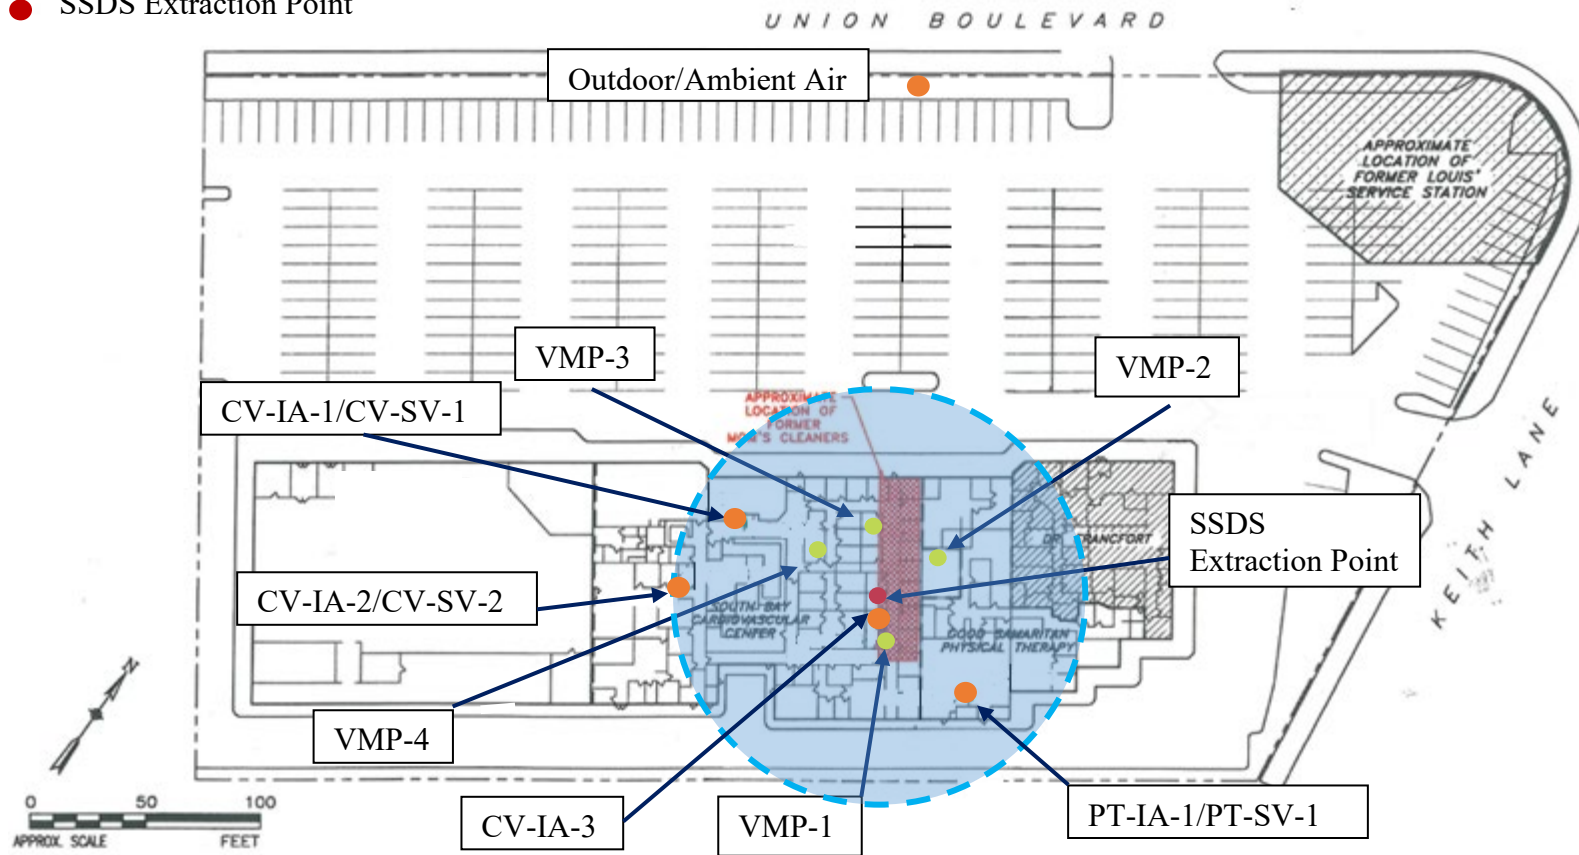 SSDS Extraction Point
UNION BOULEVARD
Outdoor/Ambient Air
APPROXIMATE
LOCATION OF
FORMER LOUIS'
SERVICE STATION
VMP-3
VMP-2
CV-IA-1/CV-SV-1
APPROXIMATE
LOCATION OF
FORMER
MOM'S CLEANERS
SSDS
Extraction Point
KEITH LANE
CV-IA-2/CV-SV-2
SOUTH BAY
CARDIOVASCULAR
CENTER
GOOD SAMARITAN
PHYSICAL THERAPY
VMP-4
CV-IA-3
VMP-1
PT-IA-1/PT-SV-1
0 50 100
APPROX. SCALE FEET
N